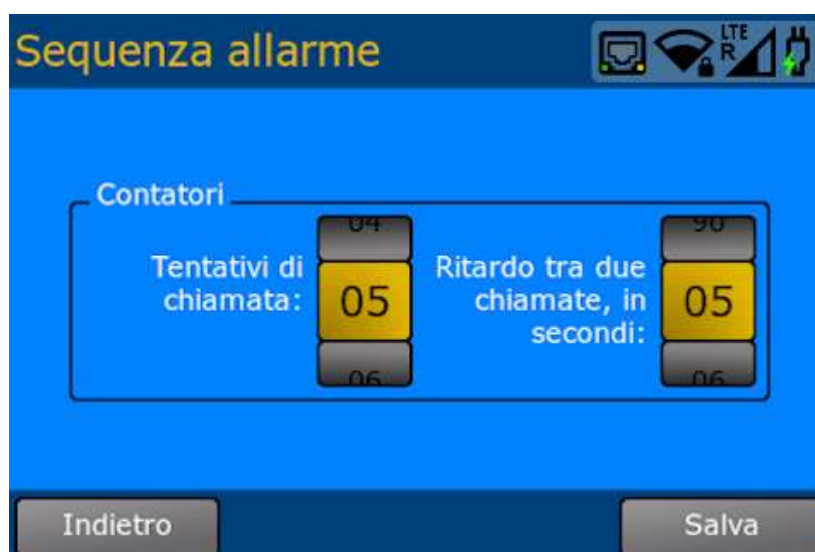 Sequenza allarme
LTE
R
Contatori
04
90
Tentativi di
chiamata:
05
Ritardo tra due
chiamate, in
secondi:
05
06
06
Indietro
Salva